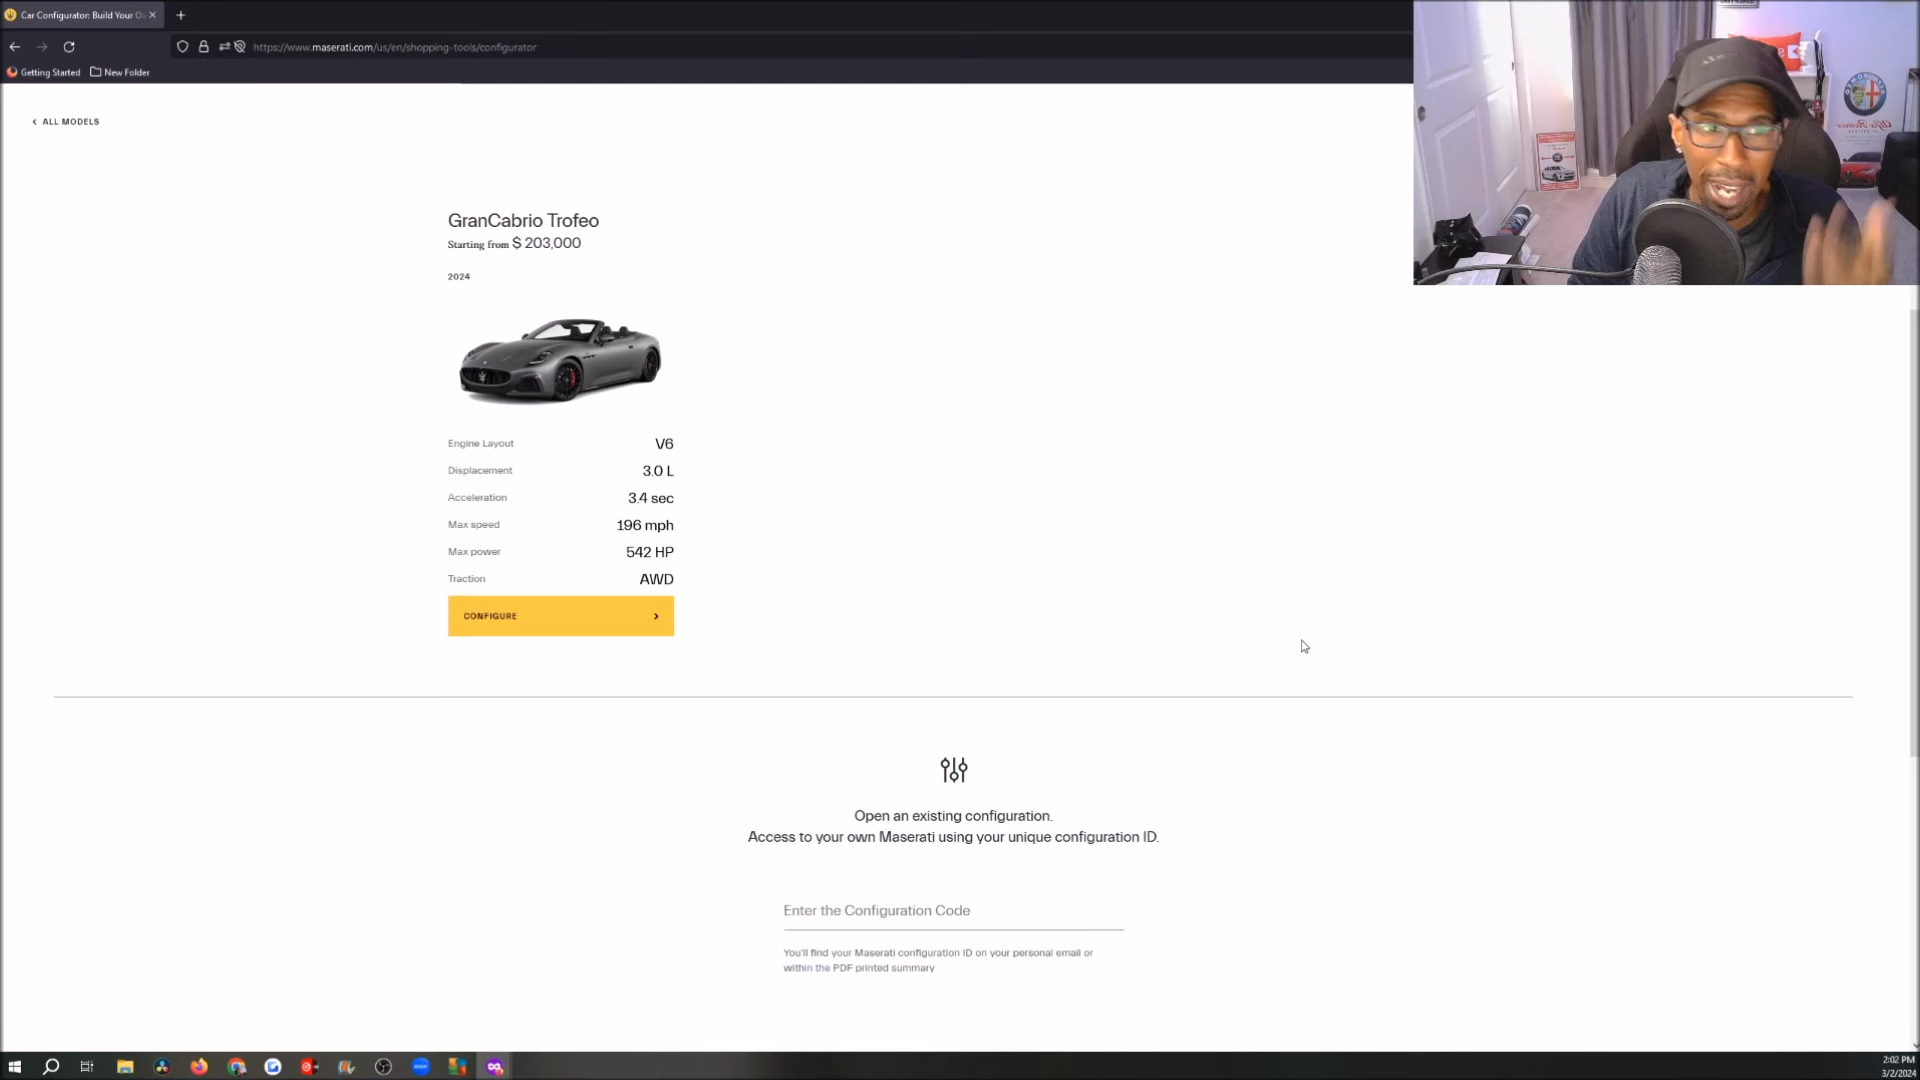 Car Configurator: Build Your O
https://www.maserati.com/us/en/shopping-tools/configurator
Getting Started
New Folder
ALL MODELS
GranCabrio Trofeo
Starting from $ 203,000
2024
Engine Layout V6
Displacement 3.0 L
Acceleration 3.4 sec
Max speed 196 mph
Max power 542 HP
Traction AWD
CONFIGURE
Open an existing configuration.
Access to your own Maserati using your unique configuration ID.
Enter the Configuration Code
You'll find your Maserati configuration ID on your personal email or
within the PDF printed summary
2:02 PM
3/2/2024